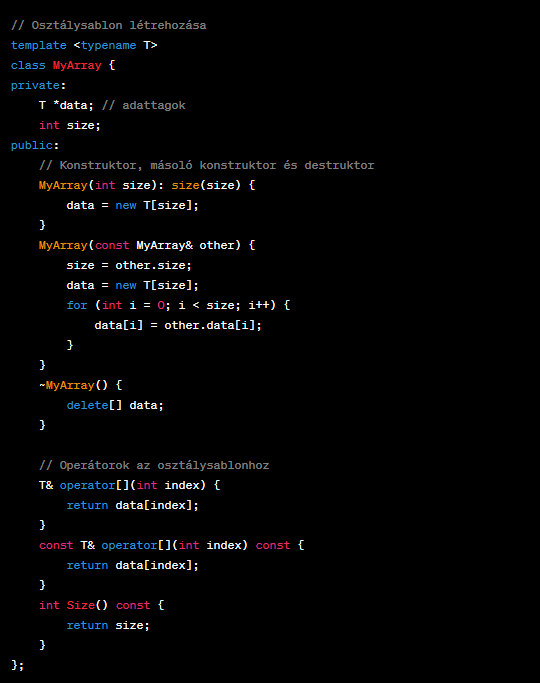 // Osztálysablon létrehozása
template <typename T>
class MyArray {
private:
    T *data; // adattagok
    int size;
public:
    // Konstruktor, másoló konstruktor és destruktor
    MyArray(int size): size(size) {
        data = new T[size];
    }
    MyArray(const MyArray& other) {
        size = other.size;
        data = new T[size];
        for (int i = 0; i < size; i++) {
            data[i] = other.data[i];
        }
    }
    ~MyArray() {
        delete[] data;
    }

    // Operátorok az osztálysablonhoz
    T& operator[](int index) {
        return data[index];
    }
    const T& operator[](int index) const {
        return data[index];
    }
    int Size() const {
        return size;
    }
};